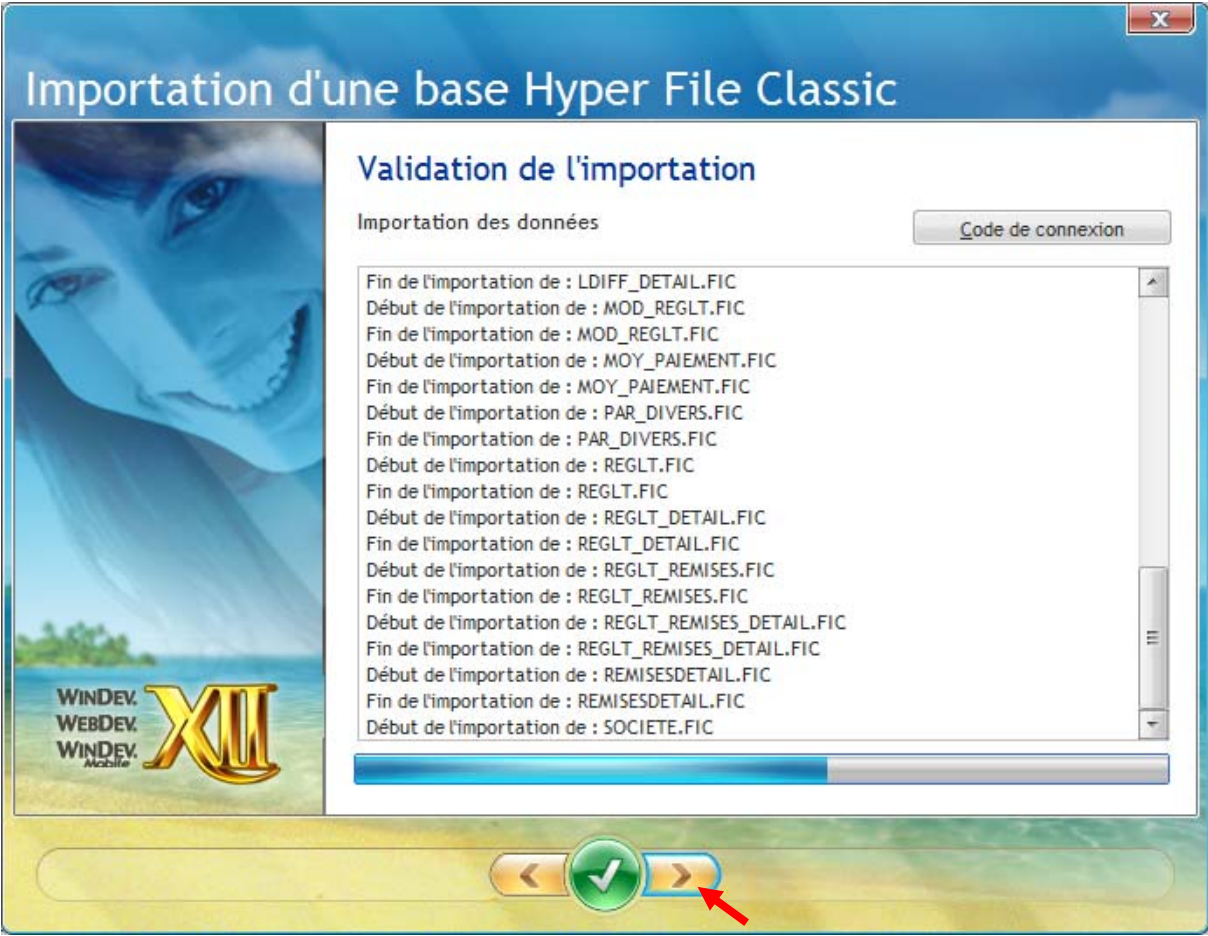 X
Importation d'une base Hyper File Classic
Validation de l'importation
Importation des données
Code de connexion
Fin de l'importation de : LDIFF_DETAIL.FIC
Début de l'importation de : MOD_REGLT.FIC
Fin de l'importation de : MOD_REGLT.FIC
Début de l'importation de : MOY_PAIEMENT.FIC
Fin de l'importation de : MOY_PAIEMENT.FIC
Début de l'importation de : PAR_DIVERS.FIC
Fin de l'importation de : PAR_DIVERS.FIC
Début de l'importation de : REGLT.FIC
Fin de l'importation de : REGLT.FIC
Début de l'importation de : REGLT_DETAIL.FIC
Fin de l'importation de : REGLT_DETAIL.FIC
Début de l'importation de : REGLT_REMISES.FIC
Fin de l'importation de : REGLT_REMISES.FIC
Début de l'importation de : REGLT_REMISES_DETAIL.FIC
Fin de l'importation de : REGLT_REMISES_DETAIL.FIC
Début de l'importation de : REMISESDETAIL.FIC
Fin de l'importation de : REMISESDETAIL.FIC
Début de l'importation de : SOCIETE.FIC
WINDEV.
WEBDEV.
WINDEV.
Mobile
XII